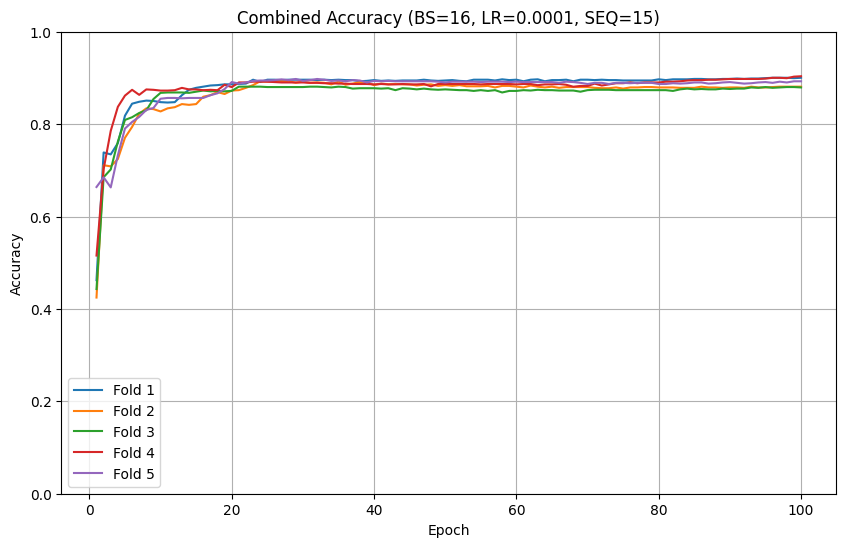 Combined Accuracy (BS=16, LR=0.0001, SEQ=15)
1.0
0.8
0.6
0.4
0.2
0.0
Accuracy
Fold 1
Fold 2
Fold 3
Fold 4
Fold 5
0 20 40 60 80 100
Epoch